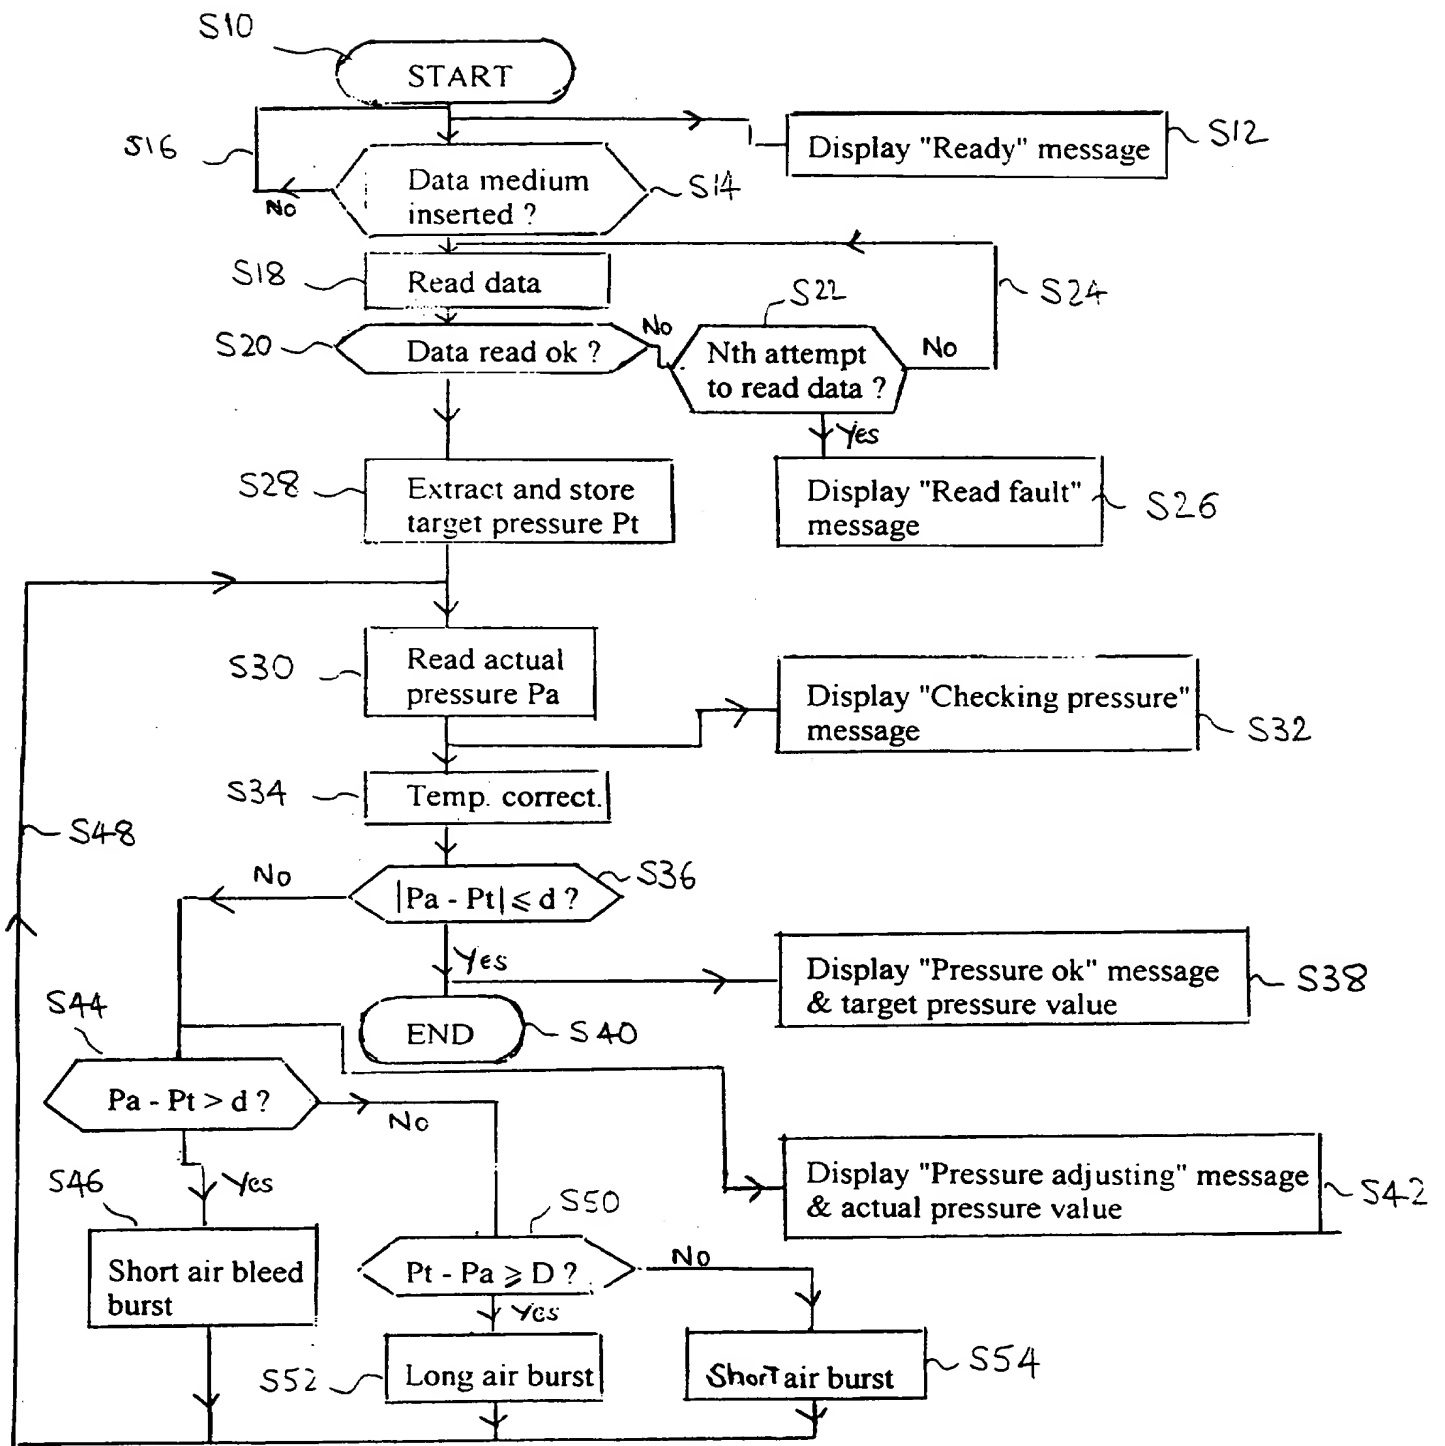 S10
START
S16
Display "Ready" message
S12
Data medium
inserted ?
S14
No
S18
Read data
S22
S24
S20
Data read ok ?
No
Nth attempt
to read data ?
No
Yes
S28
Extract and store
target pressure Pt
Display "Read fault"
message
S26
S30
Read actual
pressure Pa
Display "Checking pressure"
message
S32
S34
Temp. correct.
S48
No
S36
|Pa - Pt| ⩽ d ?
Yes
Display "Pressure ok" message
& target pressure value
S38
S44
END
S40
Pa - Pt > d ?
No
Display "Pressure adjusting" message
& actual pressure value
S42
S46
Yes
S50
Short air bleed
burst
Pt - Pa ⩾ D ?
No
Yes
S52
Long air burst
Short air burst
S54